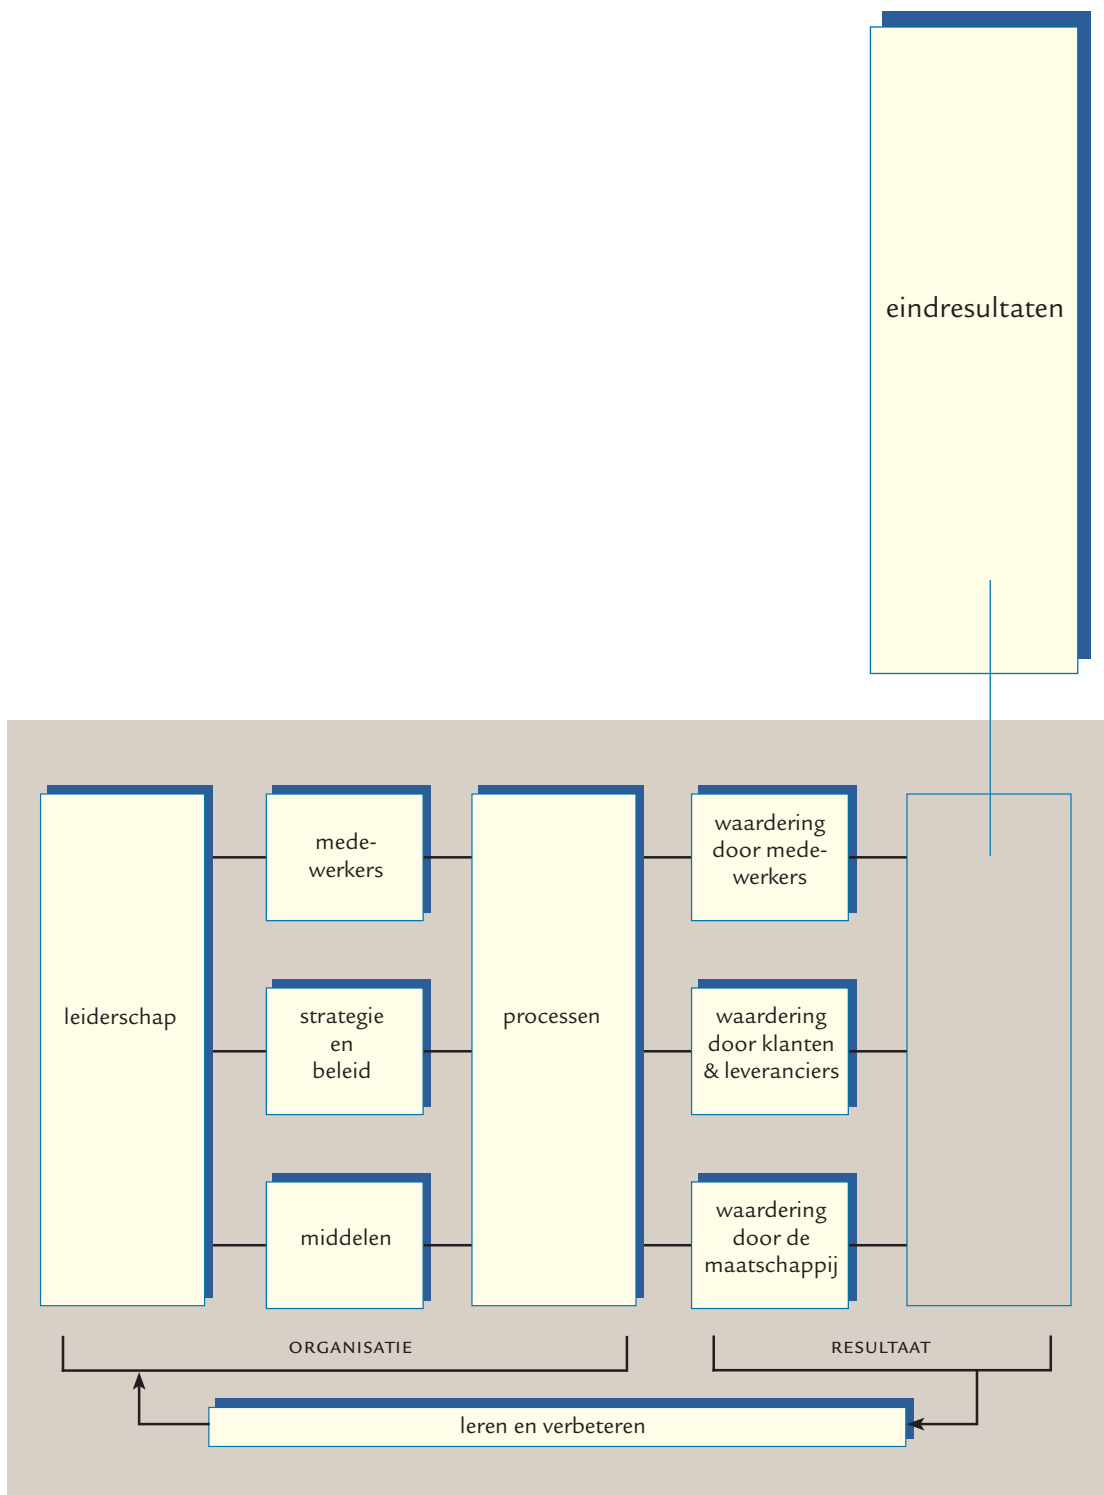 eindresultaten
leiderschap
mede-
werkers
strategie
en
beleid
middelen
processen
waardering
door mede-
werkers
waardering
door klanten
& leveranciers
waardering
door de
maatschappij
ORGANISATIE
RESULTAAT
leren en verbeteren